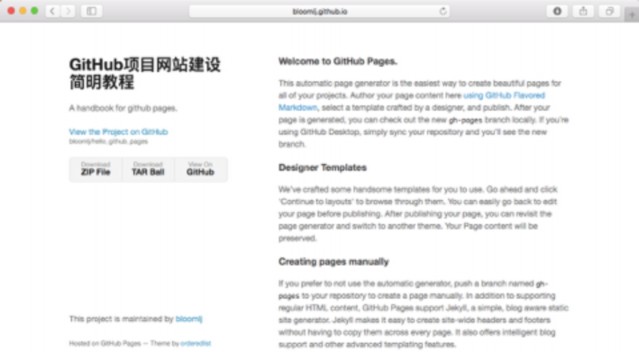 bloomlj.github.io
GitHub项目网站建设
简明教程
A handbook for github pages.
View the Project on GitHub
bloomlj/hello_github_pages
Download
ZIP File
Download
TAR Ball
View On
GitHub
This project is maintained by bloomlj
Hosted on GitHub Pages — Theme by orderedlist
Welcome to GitHub Pages.
This automatic page generator is the easiest way to create beautiful pages for
all of your projects. Author your page content here using GitHub Flavored
Markdown, select a template crafted by a designer, and publish. After your
page is generated, you can check out the new gh-pages branch locally. If you're
using GitHub Desktop, simply sync your repository and you'll see the new
branch.
Designer Templates
We've crafted some handsome templates for you to use. Go ahead and click
'Continue to layouts' to browse through them. You can easily go back to edit
your page before publishing. After publishing your page, you can revisit the
page generator and switch to another theme. Your Page content will be
preserved.
Creating pages manually
If you prefer to not use the automatic generator, push a branch named gh-
pages to your repository to create a page manually. In addition to supporting
regular HTML content, GitHub Pages support Jekyll, a simple, blog aware static
site generator. Jekyll makes it easy to create site-wide headers and footers
without having to copy them across every page. It also offers intelligent blog
support and other advanced templating features.